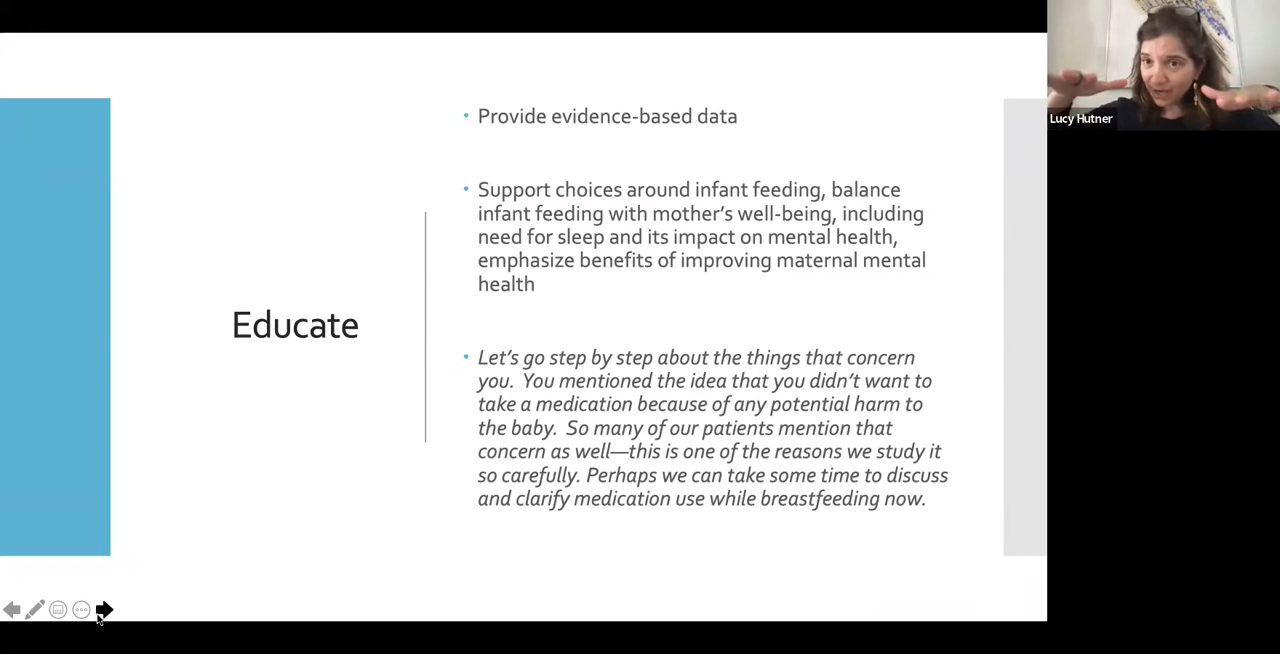 Educate
• Provide evidence-based data
• Support choices around infant feeding, balance
infant feeding with mother’s well-being, including
need for sleep and its impact on mental health,
emphasize benefits of improving maternal mental
health
• Let’s go step by step about the things that concern
you.  You mentioned the idea that you didn’t want to
take a medication because of any potential harm to
the baby.  So many of our patients mention that
concern as well—this is one of the reasons we study it
so carefully. Perhaps we can take some time to discuss
and clarify medication use while breastfeeding now.
Lucy Hutner